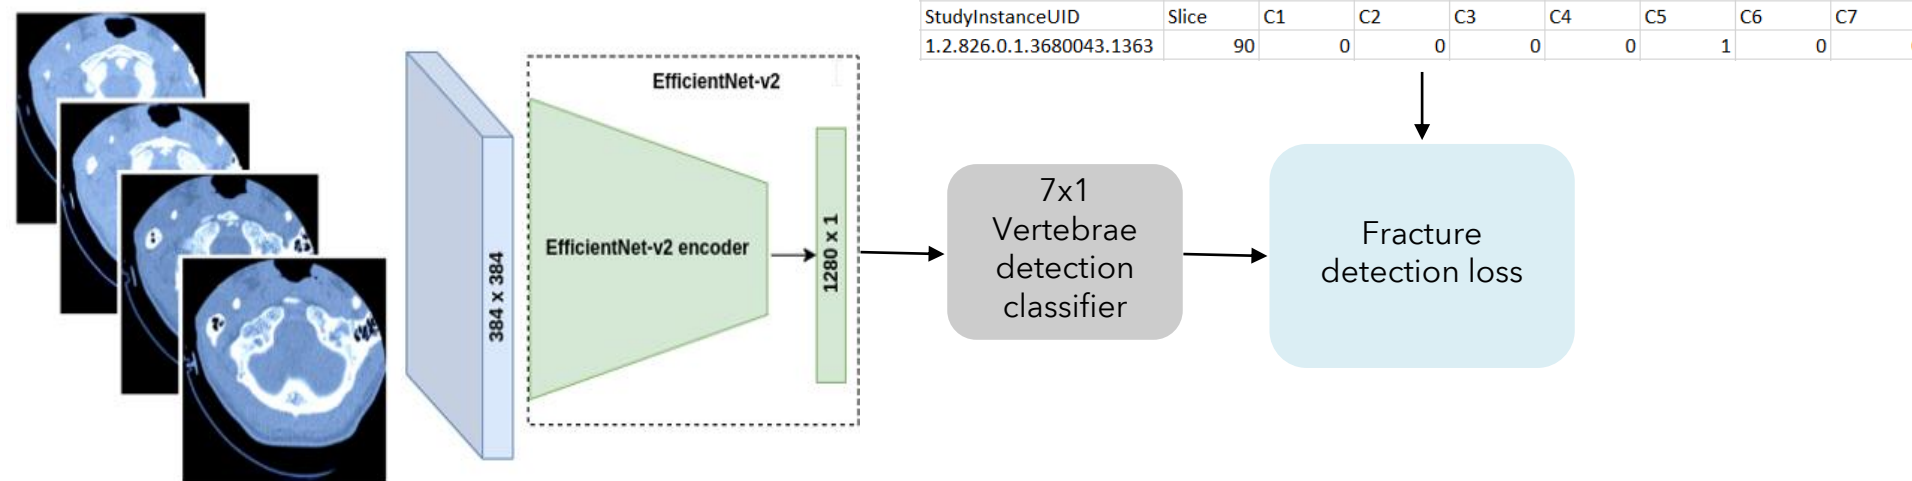 StudyInstanceUID Slice C1 C2 C3 C4 C5 C6 C7
1.2.826.0.1.3680043.1363 90 0 0 0 0 1 0
EfficientNet-v2
384 x 384
EfficientNet-v2 encoder
1280 x 1
7x1
Vertebrae
detection
classifier
Fracture
detection loss